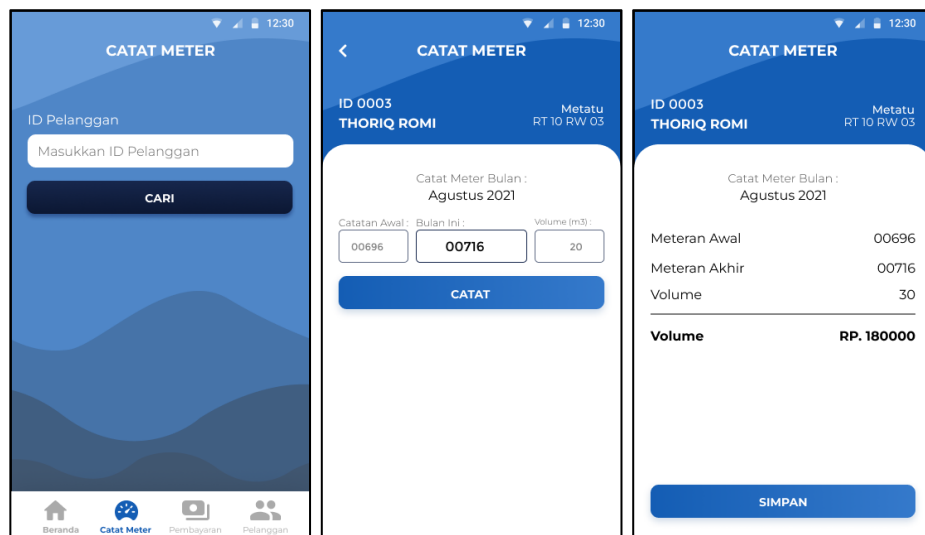 12:30
CATAT METER
ID Pelanggan
Masukkan ID Pelanggan
CARI
Beranda Catat Meter Pembayaran Pelanggan
12:30
CATAT METER
ID 0003 Metatu
THORIQ ROMI RT 10 RW 03
Catat Meter Bulan :
Agustus 2021
Catatan Awal : Bulan Ini : Volume (m3) :
00696 00716 20
CATAT
12:30
CATAT METER
ID 0003 Metatu
THORIQ ROMI RT 10 RW 03
Catat Meter Bulan :
Agustus 2021
Meteran Awal 00696
Meteran Akhir 00716
Volume 30
Volume RP. 180000
SIMPAN